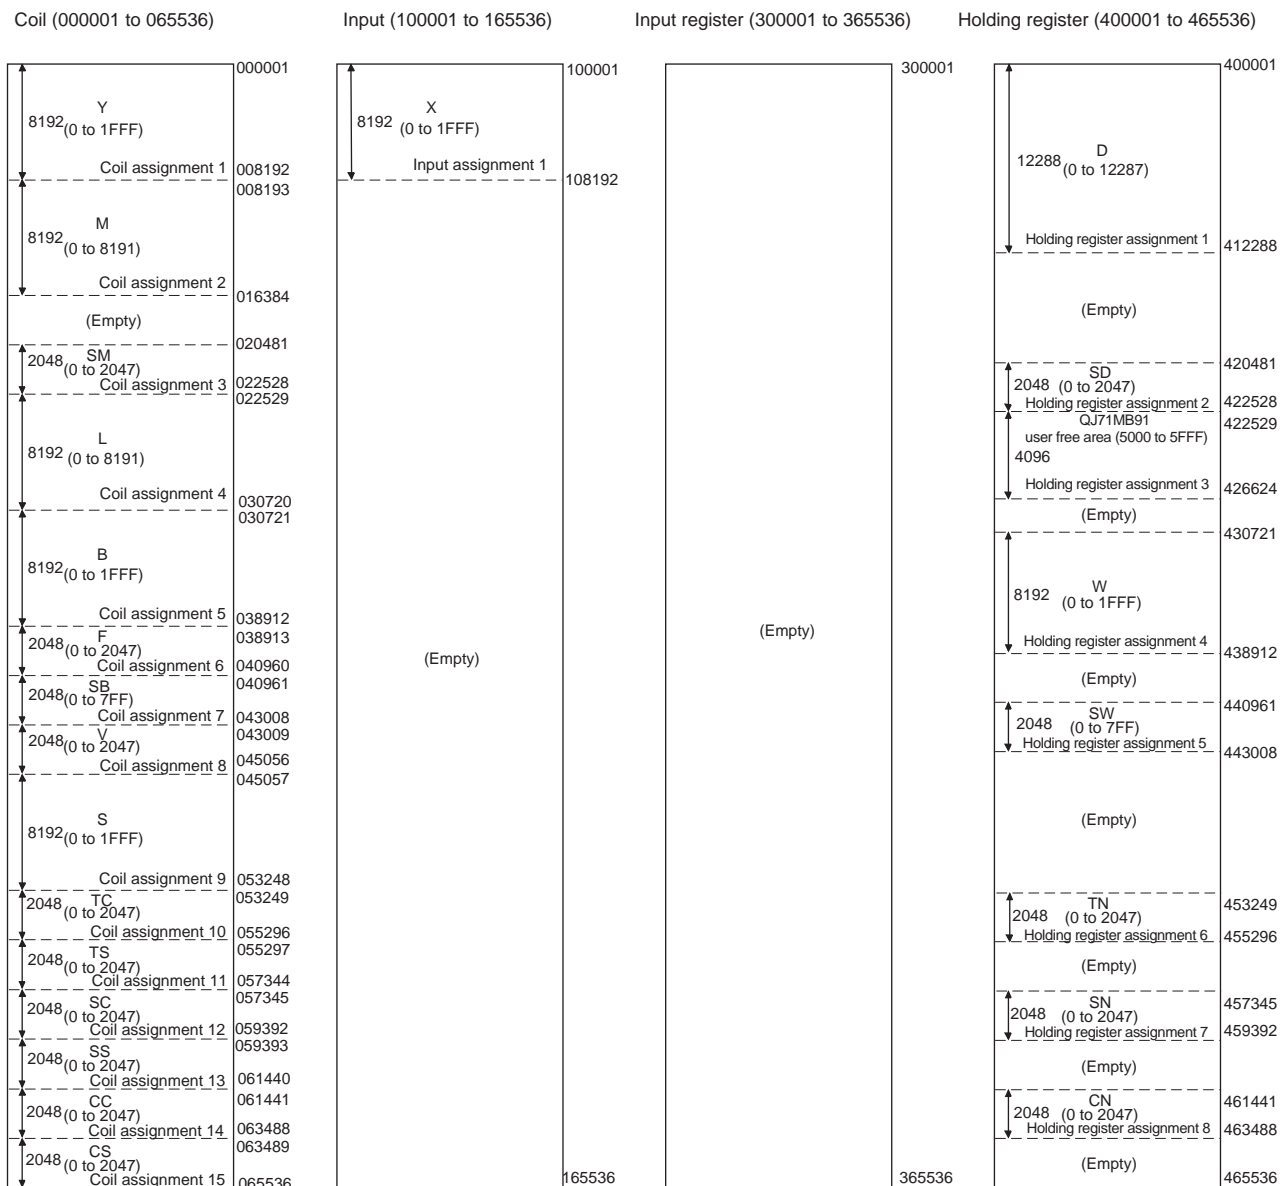 Coil (000001 to 065536)
000001
8192
Y
(0 to 1FFF)
Coil assignment 1
008192
008193
8192
M
(0 to 8191)
Coil assignment 2
016384
(Empty)
020481
2048
SM
(0 to 2047)
Coil assignment 3
022528
022529
8192
L
(0 to 8191)
Coil assignment 4
030720
030721
8192
B
(0 to 1FFF)
Coil assignment 5
038912
038913
2048
F
(0 to 2047)
Coil assignment 6
040960
040961
2048
SB
(0 to 7FF)
Coil assignment 7
043008
043009
2048
V
(0 to 2047)
Coil assignment 8
045056
045057
8192
S
(0 to 1FFF)
Coil assignment 9
053248
053249
2048
TC
(0 to 2047)
Coil assignment 10
055296
055297
2048
TS
(0 to 2047)
Coil assignment 11
057344
057345
2048
SC
(0 to 2047)
Coil assignment 12
059392
059393
2048
SS
(0 to 2047)
Coil assignment 13
061440
061441
2048
CC
(0 to 2047)
Coil assignment 14
063488
063489
2048
CS
(0 to 2047)
Coil assignment 15
065536
Input (100001 to 165536)
100001
8192
X
(0 to 1FFF)
Input assignment 1
108192
(Empty)
165536
Input register (300001 to 365536)
300001
(Empty)
365536
Holding register (400001 to 465536)
400001
12288
D
(0 to 12287)
Holding register assignment 1
412288
(Empty)
420481
2048
SD
(0 to 2047)
Holding register assignment 2
422528
422529
QJ71MB91
user free area (5000 to 5FFF)
4096
Holding register assignment 3
426624
(Empty)
430721
8192
W
(0 to 1FFF)
Holding register assignment 4
438912
(Empty)
440961
2048
SW
(0 to 7FF)
Holding register assignment 5
443008
(Empty)
453249
2048
TN
(0 to 2047)
Holding register assignment 6
455296
(Empty)
457345
2048
SN
(0 to 2047)
Holding register assignment 7
459392
(Empty)
461441
2048
CN
(0 to 2047)
Holding register assignment 8
463488
(Empty)
465536